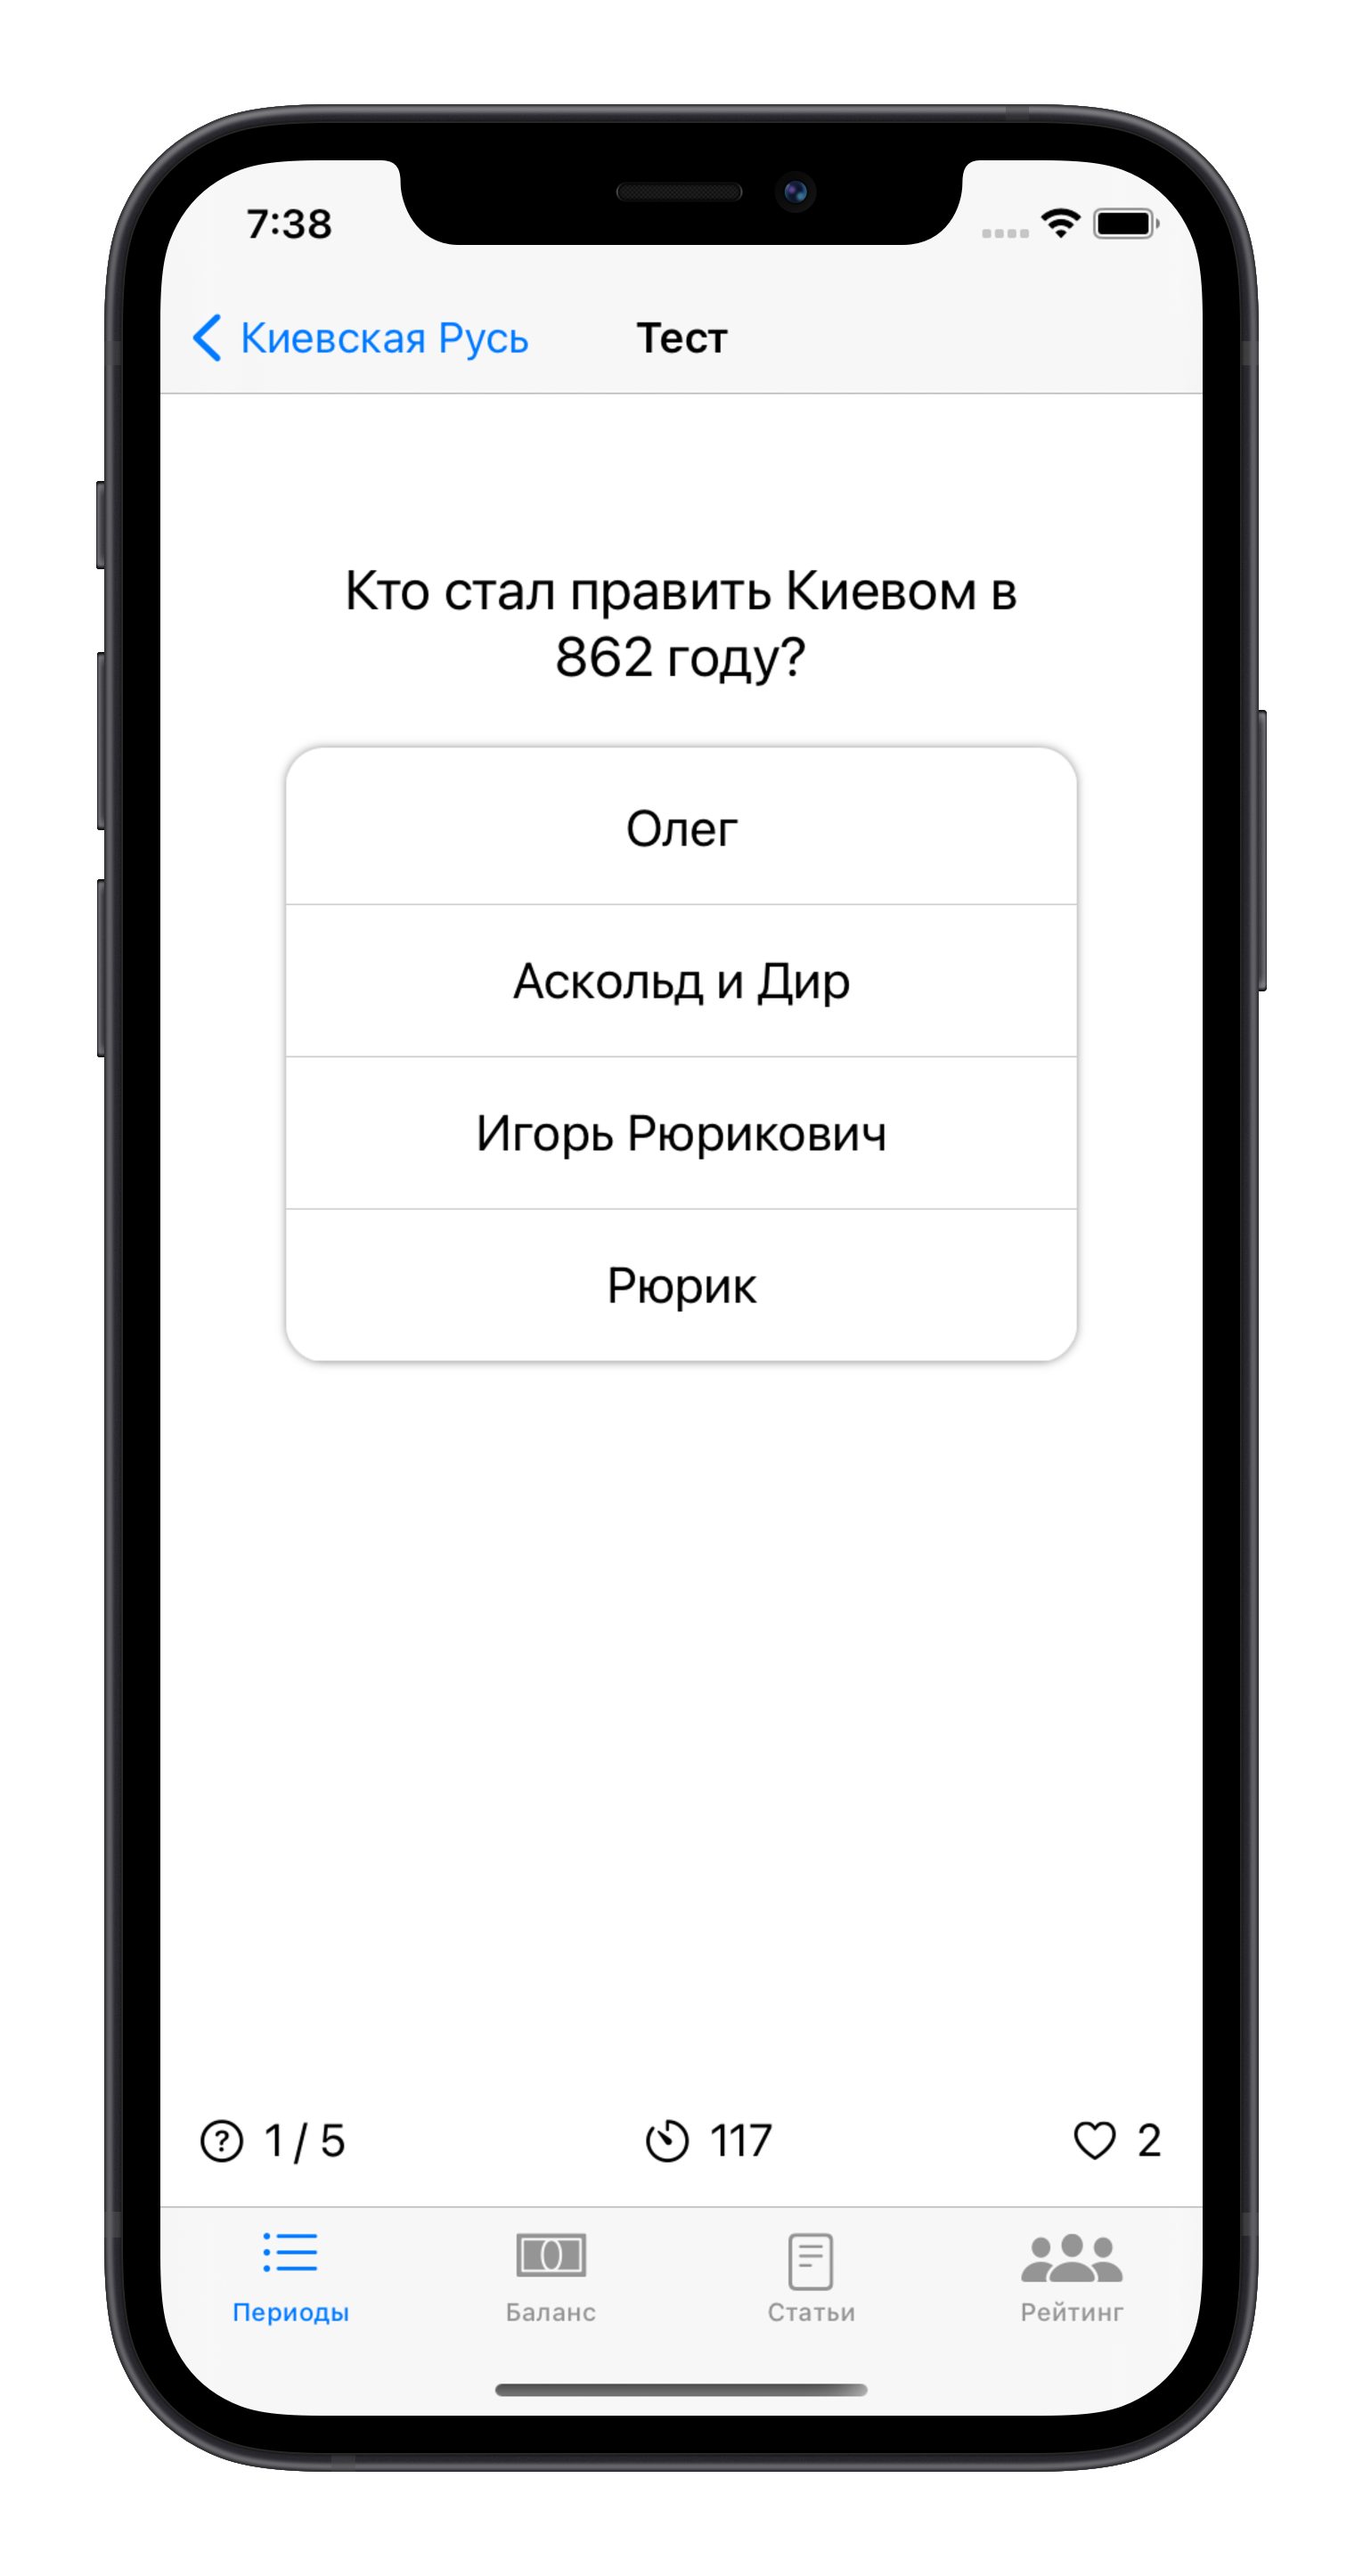 7:38
Киевская Русь
Тест
Кто стал править Киевом в
862 году?
Олег
Аскольд и Дир
Игорь Рюрикович
Рюрик
? 1 / 5
117
2
Периоды
Баланс
Статьи
Рейтинг